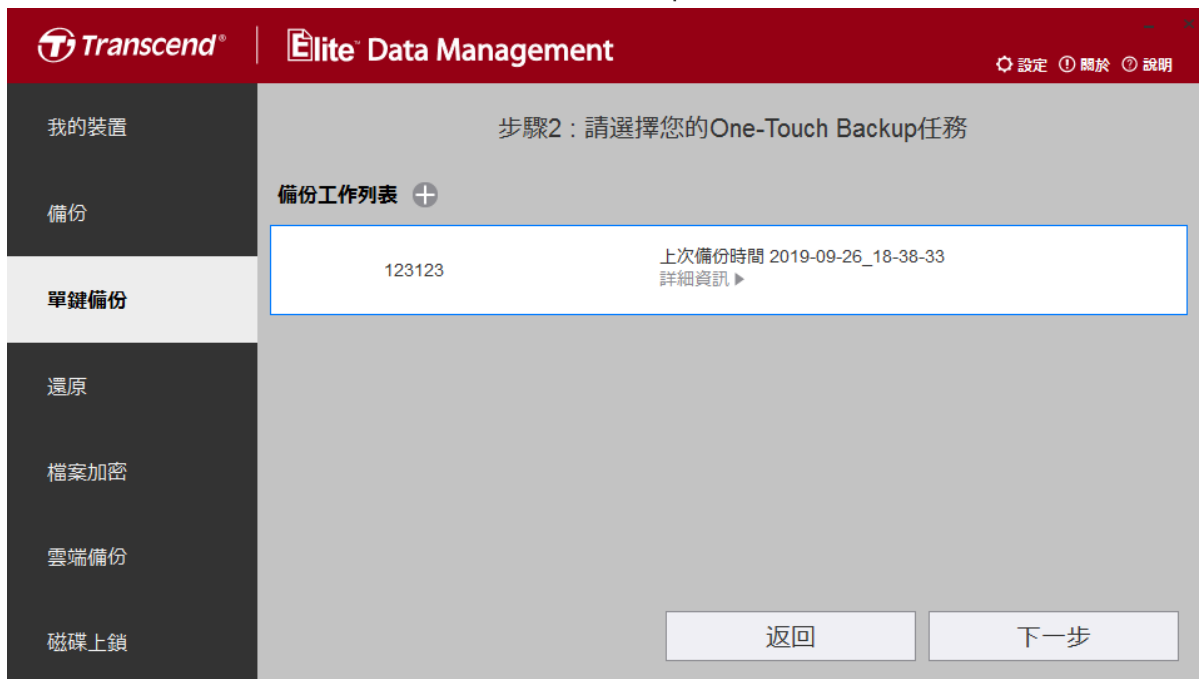 Transcend®
Elite™ Data Management
設定 關於 說明
我的裝置
備份
單鍵備份
還原
檔案加密
雲端備份
磁碟上鎖
步驟2：請選擇您的One-Touch Backup任務
備份工作列表
123123
上次備份時間 2019-09-26_18-38-33
詳細資訊▶
返回
下一步